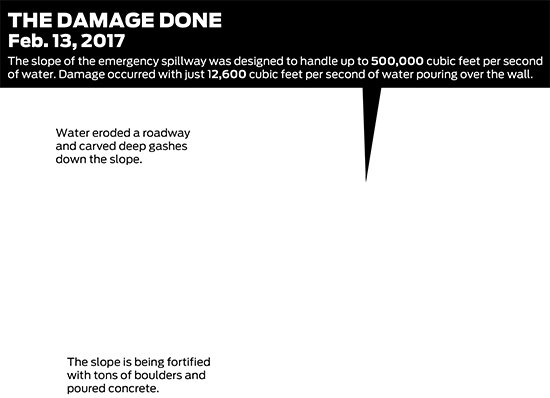 THE DAMAGE DONE
Feb. 13, 2017
The slope of the emergency spillway was designed to handle up to 500,000 cubic feet per second
of water. Damage occurred with just 12,600 cubic feet per second of water pouring over the wall.
Water eroded a roadway
and carved deep gashes
down the slope.
The slope is being fortified
with tons of boulders and
poured concrete.